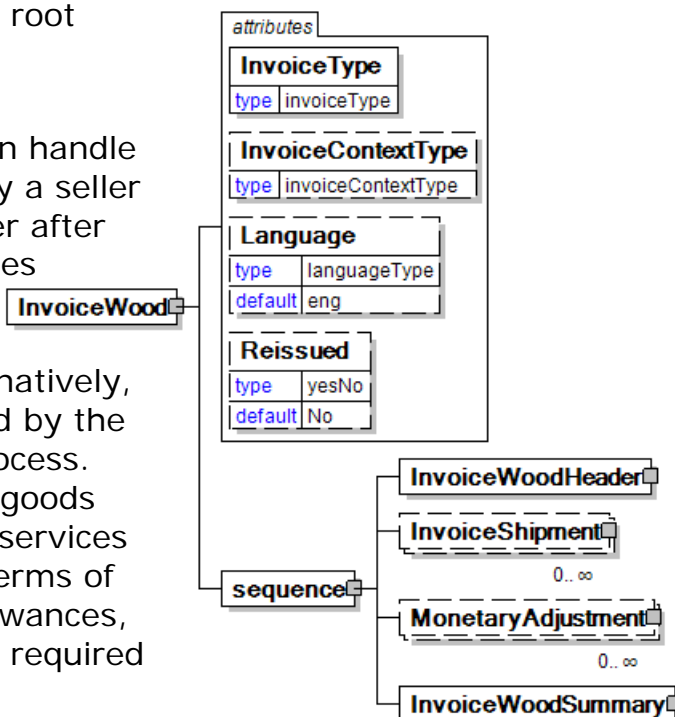 root
n handle
y a seller
er after
es
natively,
d by the
ocess.
goods
services
erms of
wances,
required
InvoiceWood
attributes
InvoiceType
type invoiceType
InvoiceContextType
type invoiceContextType
Language
type languageType
default eng
Reissued
type yesNo
default No
sequence
InvoiceWoodHeader
InvoiceShipment
0.. ∞
MonetaryAdjustment
0.. ∞
InvoiceWoodSummary